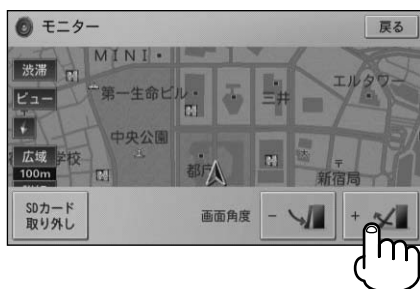 モニター
戻る
MINI
渋滞
ビュー
第一生命ビル
三井
エルタワー
中央公園
学校
都庁
〒
新宿局
広域
100m
SDカード
取り外し
画面角度
-
+